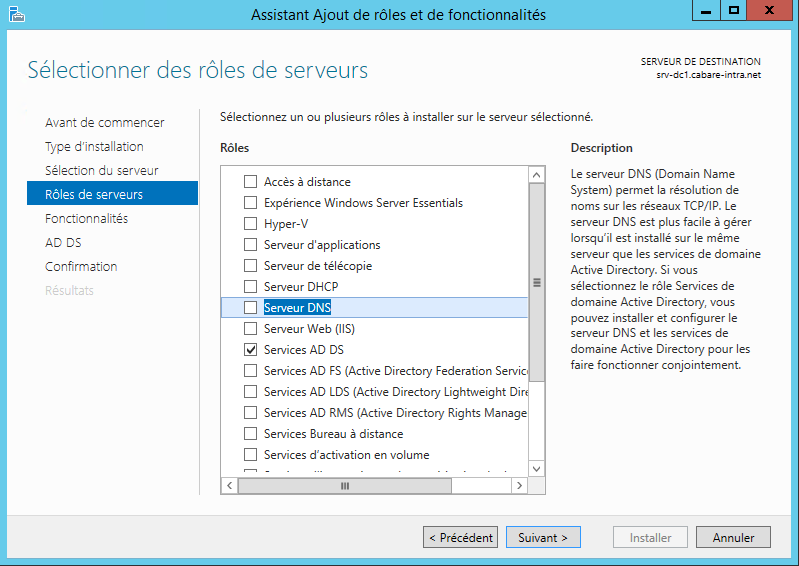 Assistant Ajout de rôles et de fonctionnalités
Sélectionner des rôles de serveurs
SERVEUR DE DESTINATION
srv-dc1.cabare-intra.net
Avant de commencer
Type d'installation
Sélection du serveur
Rôles de serveurs
Fonctionnalités
AD DS
Confirmation
Résultats
Sélectionnez un ou plusieurs rôles à installer sur le serveur sélectionné.
Rôles
Accès à distance
Expérience Windows Server Essentials
Hyper-V
Serveur d'applications
Serveur de télécopie
Serveur DHCP
Serveur DNS
Serveur Web (IIS)
Services AD DS
Services AD FS (Active Directory Federation Servic
Services AD LDS (Active Directory Lightweight Dire
Services AD RMS (Active Directory Rights Manage
Services Bureau à distance
Services d'activation en volume
Description
Le serveur DNS (Domain Name
System) permet la résolution de
noms sur les réseaux TCP/IP. Le
serveur DNS est plus facile à gérer
lorsqu'il est installé sur le même
serveur que les services de domaine
Active Directory. Si vous
sélectionnez le rôle Services de
domaine Active Directory, vous
pouvez installer et configurer le
serveur DNS et les services de
domaine Active Directory pour les
faire fonctionner conjointement.
< Précédent
Suivant >
Installer
Annuler